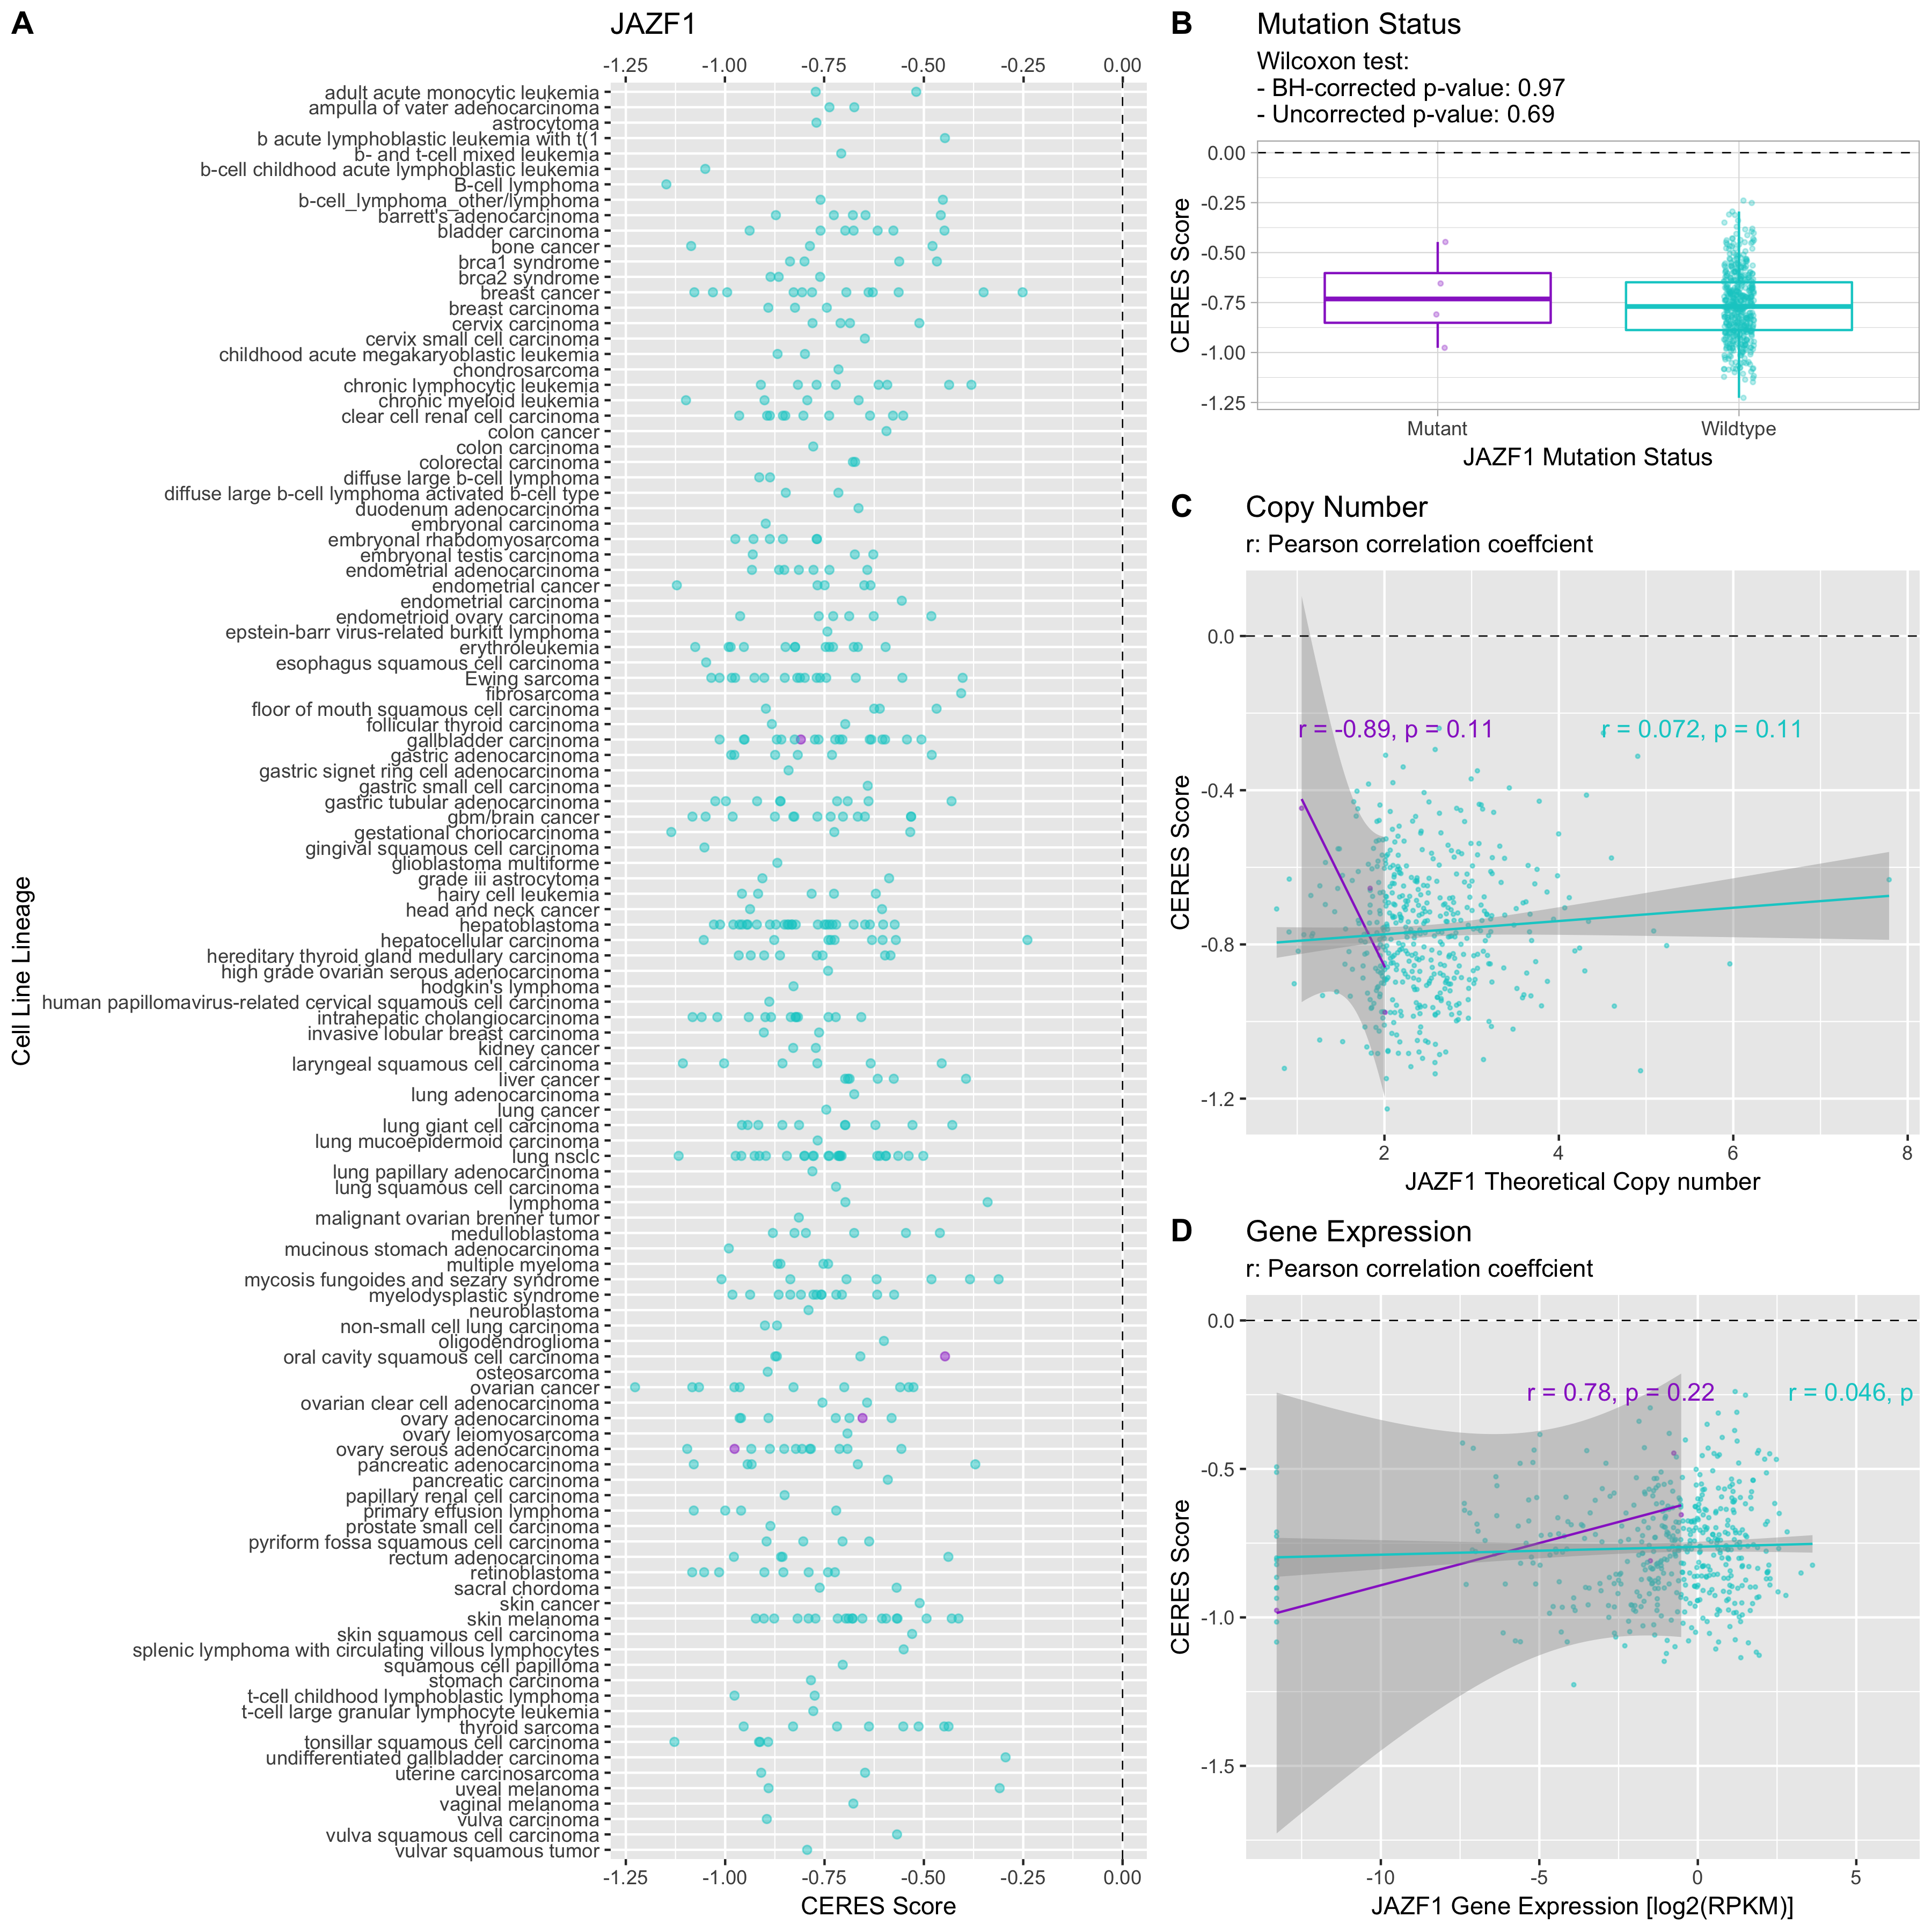 A
JAZF1
-1.25 -1.00 -0.75 -0.50 -0.25 0.00
adult acute monocytic leukemia
ampulla of vater adenocarcinoma
astrocytoma
b acute lymphoblastic leukemia with t(1
b- and t-cell mixed leukemia
b-cell childhood acute lymphoblastic leukemia
B-cell lymphoma
b-cell_lymphoma_other/lymphoma
barrett's adenocarcinoma
bladder carcinoma
bone cancer
brca1 syndrome
brca2 syndrome
breast cancer
breast carcinoma
cervix carcinoma
cervix small cell carcinoma
childhood acute megakaryoblastic leukemia
chondrosarcoma
chronic lymphocytic leukemia
chronic myeloid leukemia
clear cell renal cell carcinoma
colon cancer
colon carcinoma
colorectal carcinoma
diffuse large b-cell lymphoma
diffuse large b-cell lymphoma activated b-cell type
duodenum adenocarcinoma
embryonal carcinoma
embryonal rhabdomyosarcoma
embryonal testis carcinoma
endometrial adenocarcinoma
endometrial cancer
endometrial carcinoma
endometrioid ovary carcinoma
epstein-barr virus-related burkitt lymphoma
erythroleukemia
esophagus squamous cell carcinoma
Ewing sarcoma
fibrosarcoma
floor of mouth squamous cell carcinoma
follicular thyroid carcinoma
gallbladder carcinoma
gastric adenocarcinoma
gastric signet ring cell adenocarcinoma
gastric small cell carcinoma
gastric tubular adenocarcinoma
gbm/brain cancer
gestational choriocarcinoma
gingival squamous cell carcinoma
glioblastoma multiforme
grade iii astrocytoma
hairy cell leukemia
head and neck cancer
hepatoblastoma
hepatocellular carcinoma
hereditary thyroid gland medullary carcinoma
high grade ovarian serous adenocarcinoma
hodgkin's lymphoma
human papillomavirus-related cervical squamous cell carcinoma
intrahepatic cholangiocarcinoma
invasive lobular breast carcinoma
kidney cancer
laryngeal squamous cell carcinoma
liver cancer
lung adenocarcinoma
lung cancer
lung giant cell carcinoma
lung mucoepidermoid carcinoma
lung nsclc
lung papillary adenocarcinoma
lung squamous cell carcinoma
lymphoma
malignant ovarian brenner tumor
medulloblastoma
mucinous stomach adenocarcinoma
multiple myeloma
mycosis fungoides and sezary syndrome
myelodysplastic syndrome
neuroblastoma
non-small cell lung carcinoma
oligodendroglioma
oral cavity squamous cell carcinoma
osteosarcoma
ovarian cancer
ovarian clear cell adenocarcinoma
ovary adenocarcinoma
ovary leiomyosarcoma
ovary serous adenocarcinoma
pancreatic adenocarcinoma
pancreatic carcinoma
papillary renal cell carcinoma
primary effusion lymphoma
prostate small cell carcinoma
pyriform fossa squamous cell carcinoma
rectum adenocarcinoma
retinoblastoma
sacral chordoma
skin cancer
skin melanoma
skin squamous cell carcinoma
splenic lymphoma with circulating villous lymphocytes
squamous cell papilloma
stomach carcinoma
t-cell childhood lymphoblastic lymphoma
t-cell large granular lymphocyte leukemia
thyroid sarcoma
tonsillar squamous cell carcinoma
undifferentiated gallbladder carcinoma
uterine carcinosarcoma
uveal melanoma
vaginal melanoma
vulva carcinoma
vulva squamous cell carcinoma
vulvar squamous tumor
-1.25 -1.00 -0.75 -0.50 -0.25 0.00
CERES Score
Cell Line Lineage
B
Mutation Status
Wilcoxon test:
- BH-corrected p-value: 0.97
- Uncorrected p-value: 0.69
0.00
-0.25
-0.50
-0.75
-1.00
-1.25
CERES Score
Mutant Wildtype
JAZF1 Mutation Status
C
Copy Number
r: Pearson correlation coeffcient
r = -0.89, p = 0.11
r = 0.072, p = 0.11
0.0
-0.4
-0.8
-1.2
CERES Score
2 4 6 8
JAZF1 Theoretical Copy number
D
Gene Expression
r: Pearson correlation coeffcient
r = 0.78, p = 0.22
r = 0.046, p
0.0
-0.5
-1.0
-1.5
CERES Score
-10 -5 0 5
JAZF1 Gene Expression [log2(RPKM)]